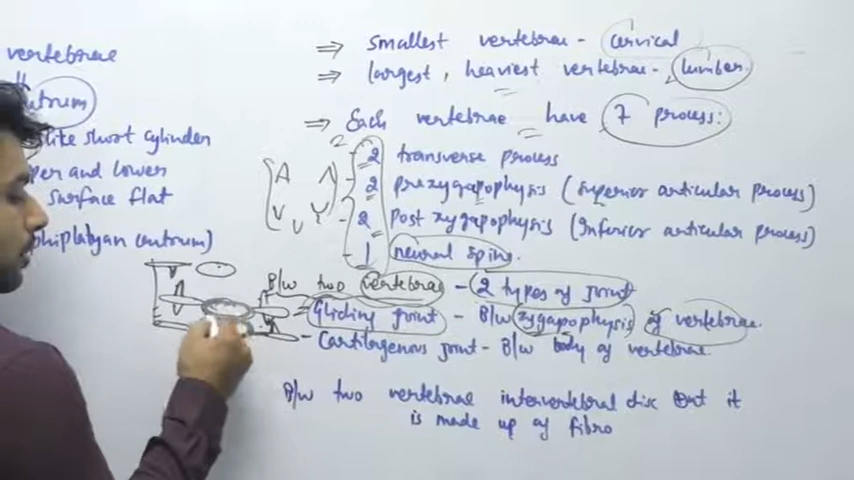 vertebrae
like short cylinder
per and lower
surface flat
centrum)
⇒ smallest vertebrae - cervical
⇒ largest, heaviest vertebrae - lumber.
⇒ Each vertebrae have 7 process:
2 transverse process
2 prezygapophysis (superior articular process)
2 post zygapophysis (Inferior articular process)
1 neural spine.
B/w two vertebrae - 2 types of joint
= Gliding joint - B/w zygapophysis of vertebrae.
- Cartilogenous joint - B/w body of vertebrae.
B/w two vertebrae intervertebral disc it
is made up of fibro